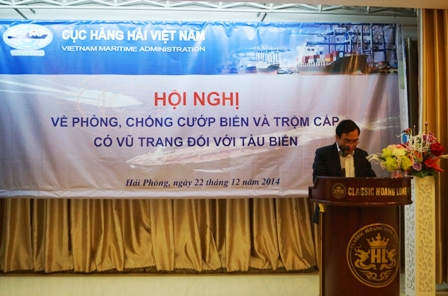 CỤC HÀNG HẢI VIỆT NAM
VIETNAM MARITIME ADMINISTRATION
HỘI NGHỊ
VỀ PHÒNG, CHỐNG CƯỚP BIỂN VÀ TRỘM CẮP
CÓ VŨ TRANG ĐỐI VỚI TÀU BIỂN
Hải Phòng, ngày 22 tháng 12 năm 2014
CLASSIC HOANG LONG
HL